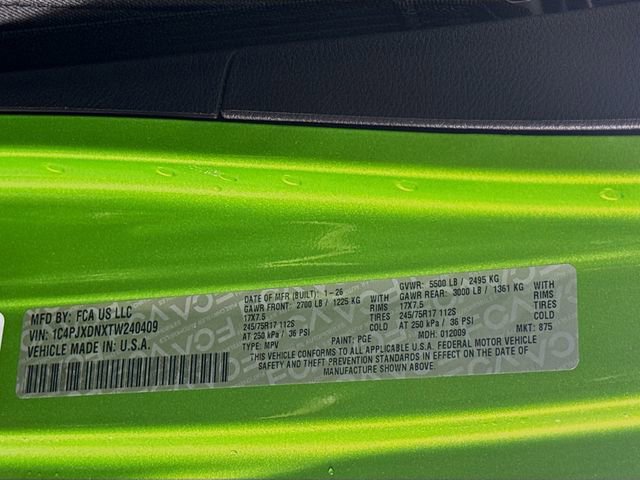 MFD BY: FCA US LLC
VIN: 1C4PJXDNXTW240409
VEHICLE MADE IN: U.S.A.
DATE OF MFR (BUILT): 1-26
GAWR FRONT: 2700 LB / 1225 KG WITH
17X7.5 RIMS
245/75R17 112S TIRES
AT 250 kPa / 36 PSI COLD
TYPE: MPV
PAINT: PGE
GVWR: 5500 LB / 2495 KG
GAWR REAR: 3000 LB / 1361 KG WITH
17X7.5 RIMS
245/75R17 112S TIRES
AT 250 kPa / 36 PSI COLD
MDH: 012009
MKT: 875
THIS VEHICLE CONFORMS TO ALL APPLICABLE U.S.A. FEDERAL MOTOR VEHICLE
SAFETY AND THEFT PREVENTION STANDARDS IN EFFECT ON THE DATE OF
MANUFACTURE SHOWN ABOVE.